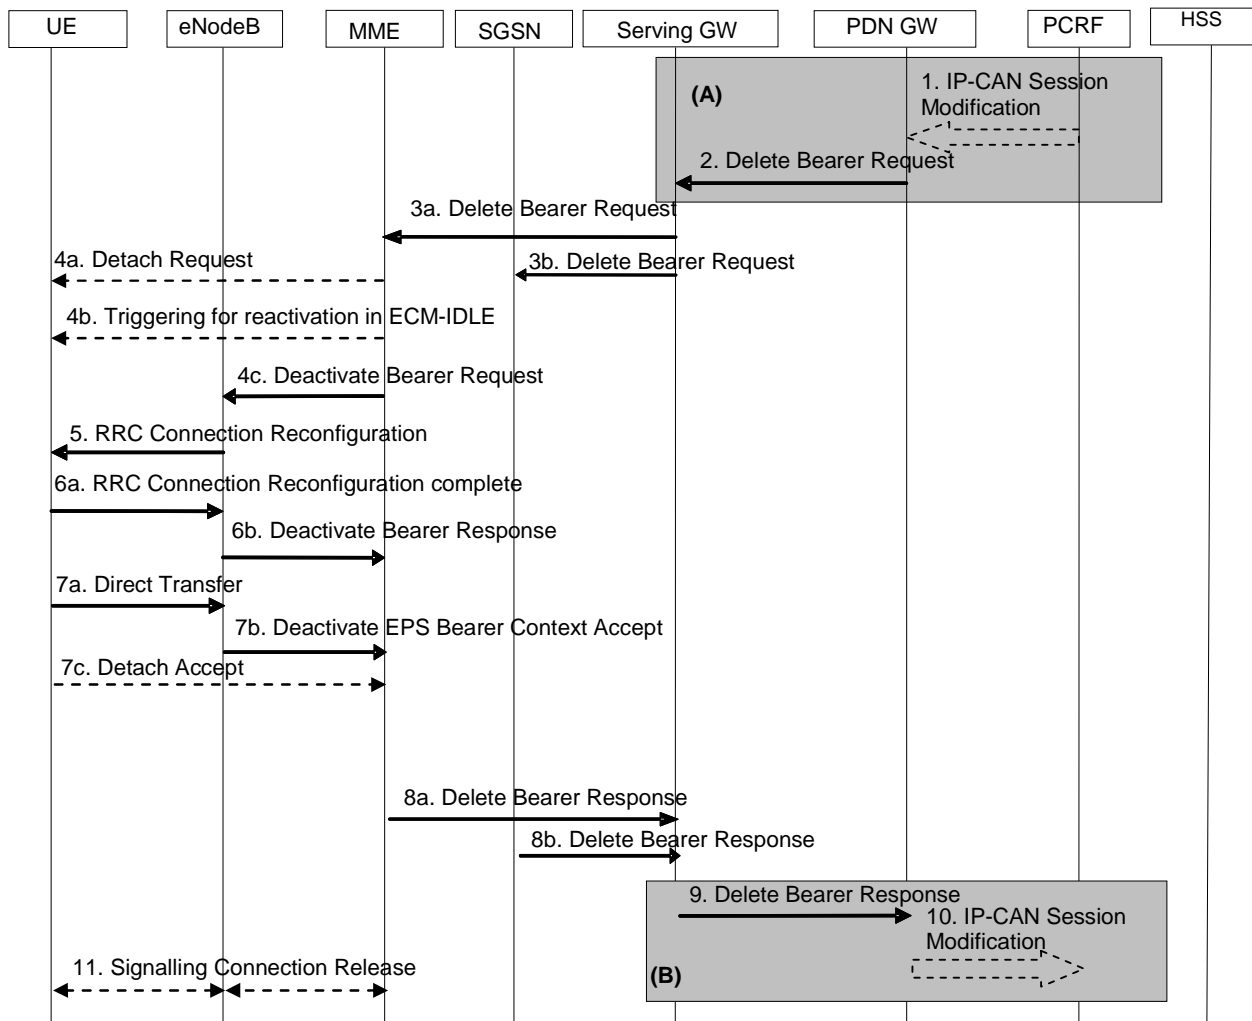 UE
eNodeB
MME
SGSN
Serving GW
PDN GW
PCRF
HSS
(A)
1. IP-CAN Session
Modification
2. Delete Bearer Request
3a. Delete Bearer Request
4a. Detach Request
3b. Delete Bearer Request
4b. Triggering for reactivation in ECM-IDLE
4c. Deactivate Bearer Request
5. RRC Connection Reconfiguration
6a. RRC Connection Reconfiguration complete
6b. Deactivate Bearer Response
7a. Direct Transfer
7b. Deactivate EPS Bearer Context Accept
7c. Detach Accept
8a. Delete Bearer Response
8b. Delete Bearer Response
9. Delete Bearer Response
10. IP-CAN Session
Modification
11. Signalling Connection Release
(B)